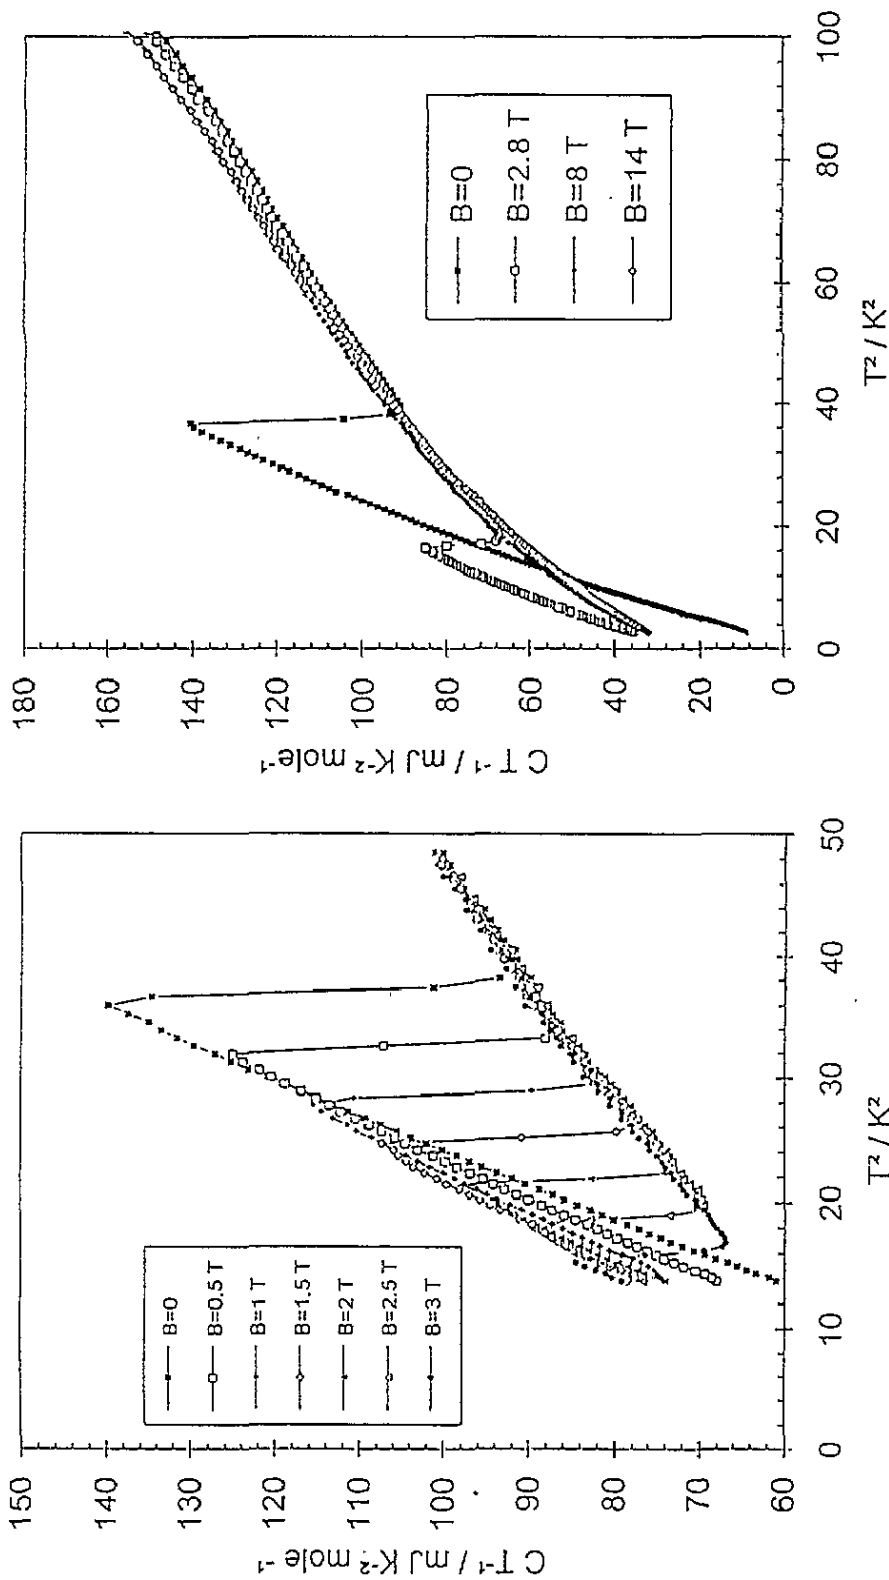 150
140
130
120
110
100
90
80
70
60
C T⁻¹ / mJ K⁻² mole⁻¹
0
10
20
30
40
50
T² / K²
B=0
B=0.5 T
B=1 T
B=1.5 T
B=2 T
B=2.5 T
B=3 T
180
160
140
120
100
80
60
40
20
0
C T⁻¹ / mJ K⁻² mole⁻¹
0
20
40
60
80
100
T² / K²
B=0
B=2.8 T
B=8 T
B=14 T